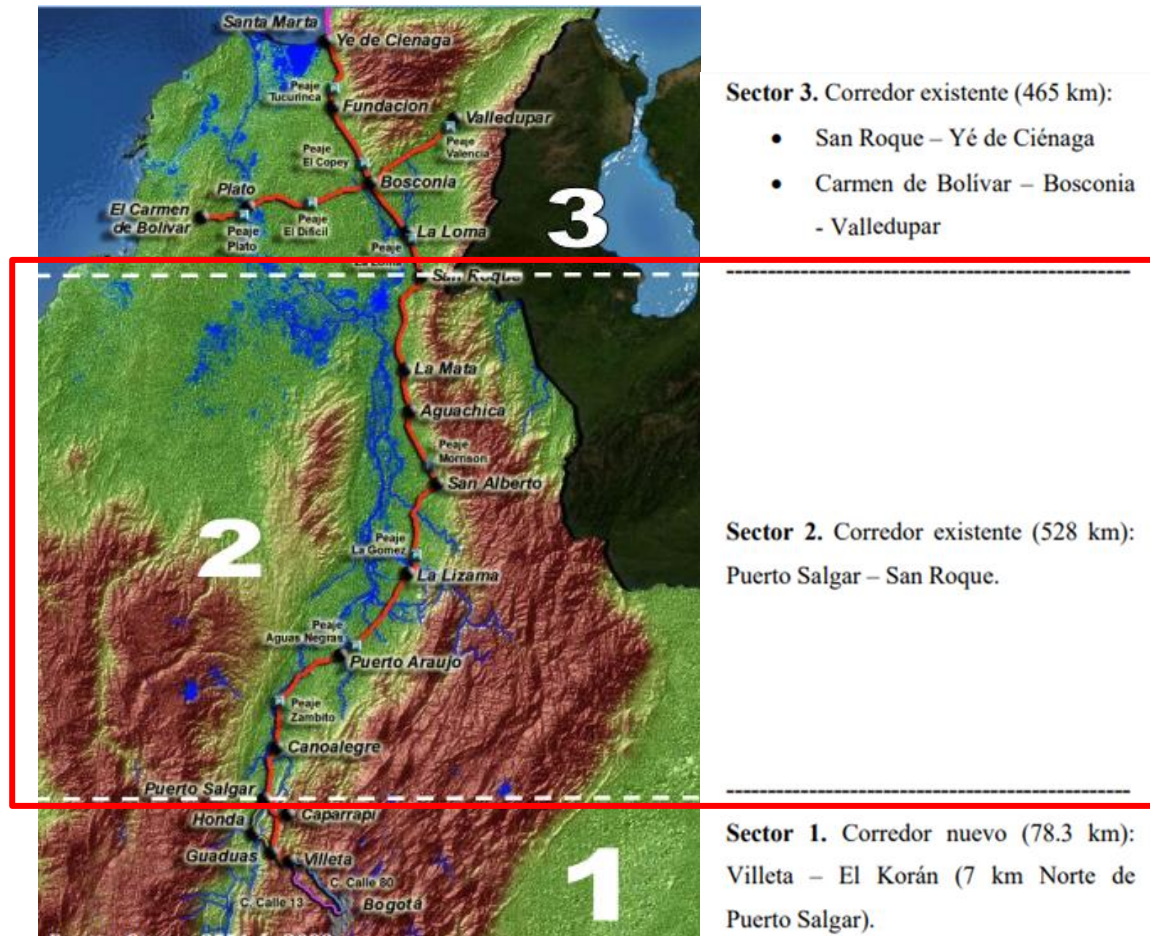 Santa Marta
Ye de Cienaga
Peaje
Tucurinca
Fundacion
Valledupar
Peaje
Valencia
Peaje
El Copey
Bosconia
Plato
El Carmen
de Bolivar
Peaje
Plato
Peaje
El Dificil
La Loma
Peaje
3
San Roque
La Mata
Aguachica
Peaje
Morrison
San Alberto
2
Peaje
La Gomez
La Lizama
Peaje
Aguas Negras
Puerto Araujo
Peaje
Zambito
Canoalegre
Puerto Salgar
Caparrapi
Honda
Guaduas
Villeta
C. Calle 80
C. Calle 13
Bogotá
1
Sector 3. Corredor existente (465 km):
• San Roque – Yé de Ciénaga
• Carmen de Bolívar – Bosconia
- Valledupar
Sector 2. Corredor existente (528 km):
Puerto Salgar – San Roque.
Sector 1. Corredor nuevo (78.3 km):
Villeta – El Korán (7 km Norte de
Puerto Salgar).